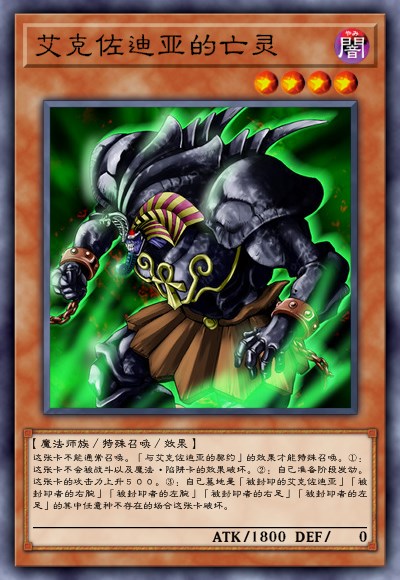 艾克佐迪亚的亡灵
やみ
闇
【魔法师族／特殊召唤／效果】
这张卡不能通常召唤。「与艾克佐迪亚的契约」的效果才能特殊召唤。①：
这张卡不会被战斗以及魔法·陷阱卡的效果破坏。②：自己准备阶段发动。
这张卡的攻击力上升５００。③：自己墓地是「被封印的艾克佐迪亚」「被
封印者的右腕」「被封印者的左腕」「被封印者的右足」「被封印者的左
足」的其中任意种不存在的场合这张卡破坏。
ATK/1800 DEF/ 0